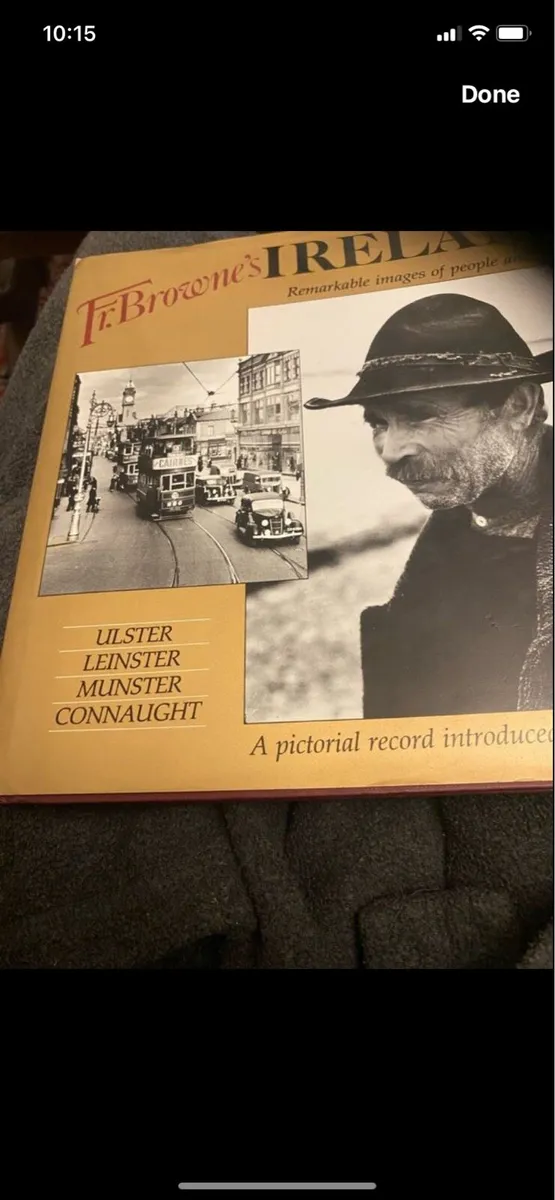 10:15
Done
Fr. Browne's IRELA
Remarkable images of people
CAIRNES
ULSTER
LEINSTER
MUNSTER
CONNAUGHT
A pictorial record introduced